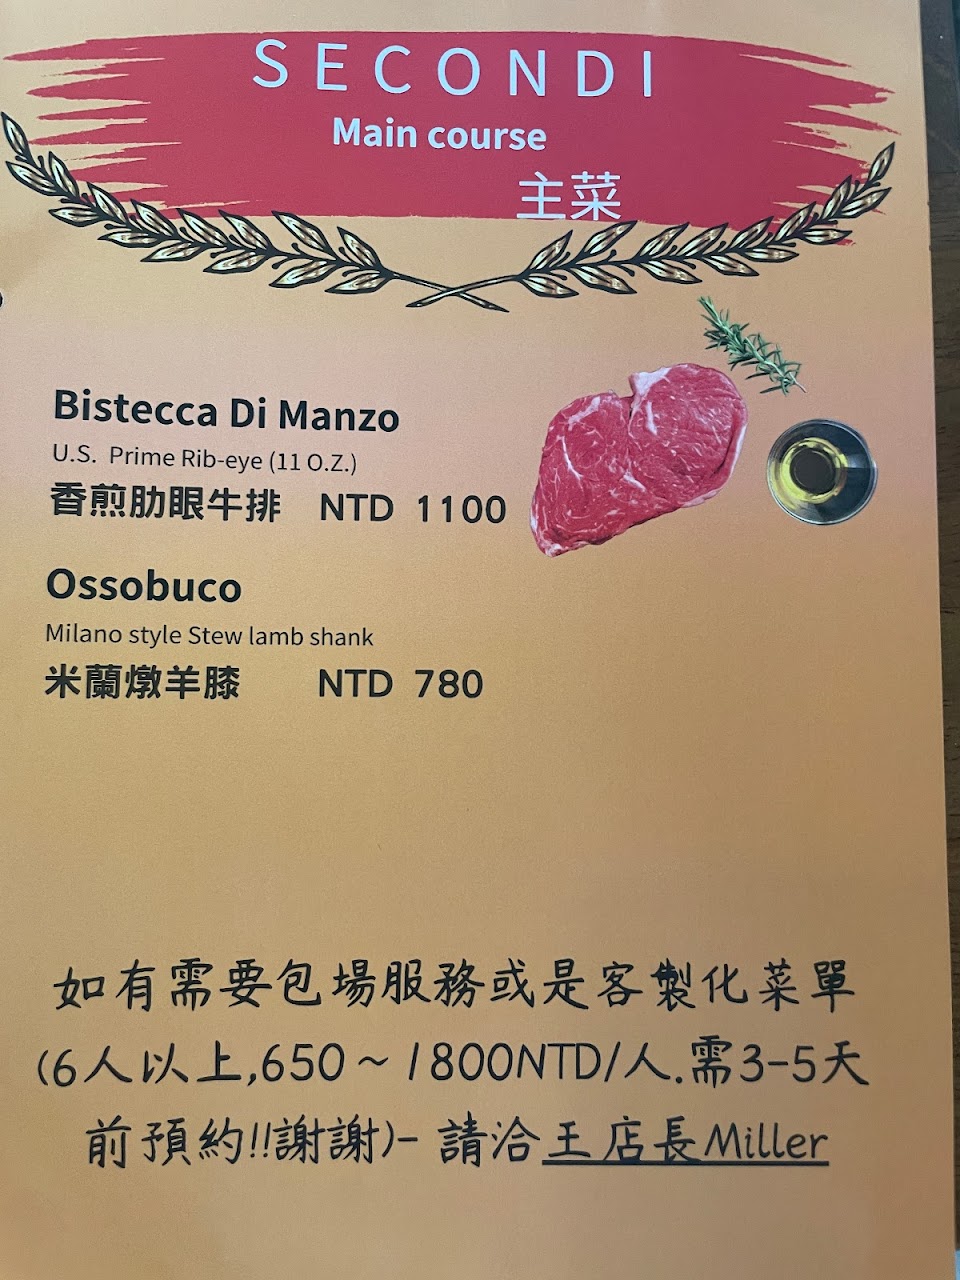 SECONDI
Main course
主菜
Bistecca Di Manzo
U.S. Prime Rib-eye (11 O.Z.)
香煎肋眼牛排 NTD 1100
Ossobuco
Milano style Stew lamb shank
米蘭燉羊膝 NTD 780
如有需要包場服務或是客製化菜單
(6人以上,650～1800NTD/人.需3-5天
前預約!!謝謝)- 請洽王店長Miller